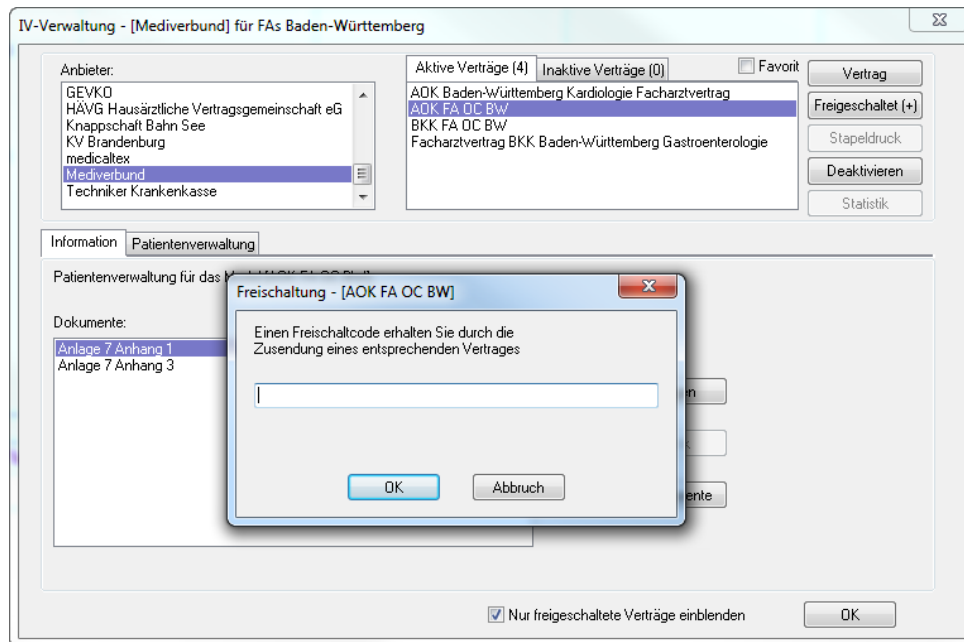 IV-Verwaltung - [Mediverbund] für FAs Baden-Württemberg
Anbieter:
GEVKO
HÄVG Hausärztliche Vertragsgemeinschaft eG
Knappschaft Bahn See
KV Brandenburg
medicaltex
Mediverbund
Techniker Krankenkasse
Aktive Verträge (4)
Inaktive Verträge (0)
Favorit
AOK Baden-Württemberg Kardiologie Facharztvertrag
AOK FA OC BW
BKK FA OC BW
Facharztvertrag BKK Baden-Württemberg Gastroenterologie
Vertrag
Freigeschaltet (+)
Stapeldruck
Deaktivieren
Statistik
Information
Patientenverwaltung
Patientenverwaltung für das
Dokumente:
Anlage 7 Anhang 1
Anlage 7 Anhang 3
Freischaltung - [AOK FA OC BW]
Einen Freischaltcode erhalten Sie durch die
Zusendung eines entsprechenden Vertrages
OK
Abbruch
Nur freigeschaltete Verträge einblenden
OK